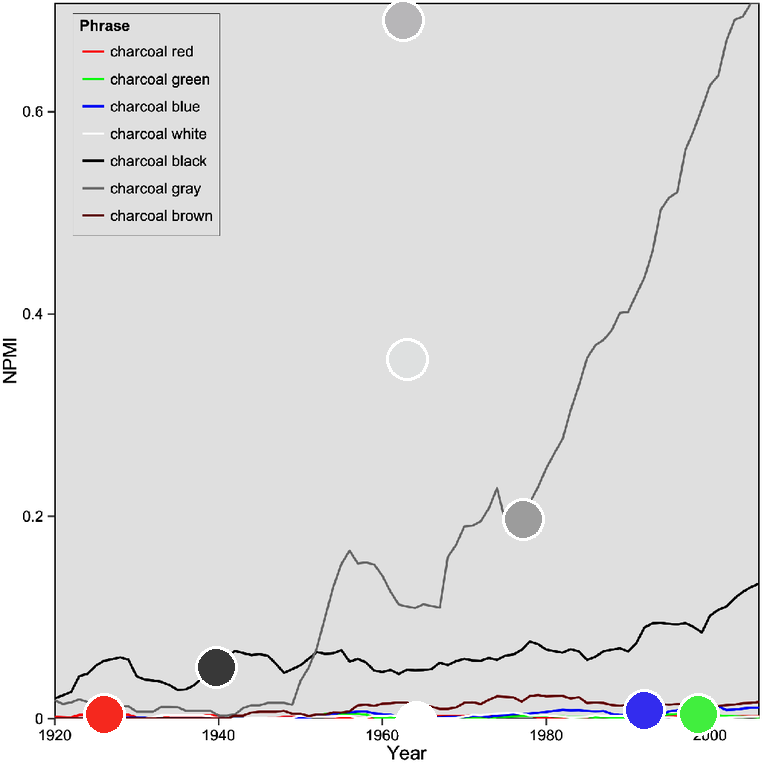 Phrase
charcoal red
charcoal green
charcoal blue
charcoal white
charcoal black
charcoal gray
charcoal brown
0.6
0.4
NPMI
0.2
0
1920 1940 1960 1980 2000
Year